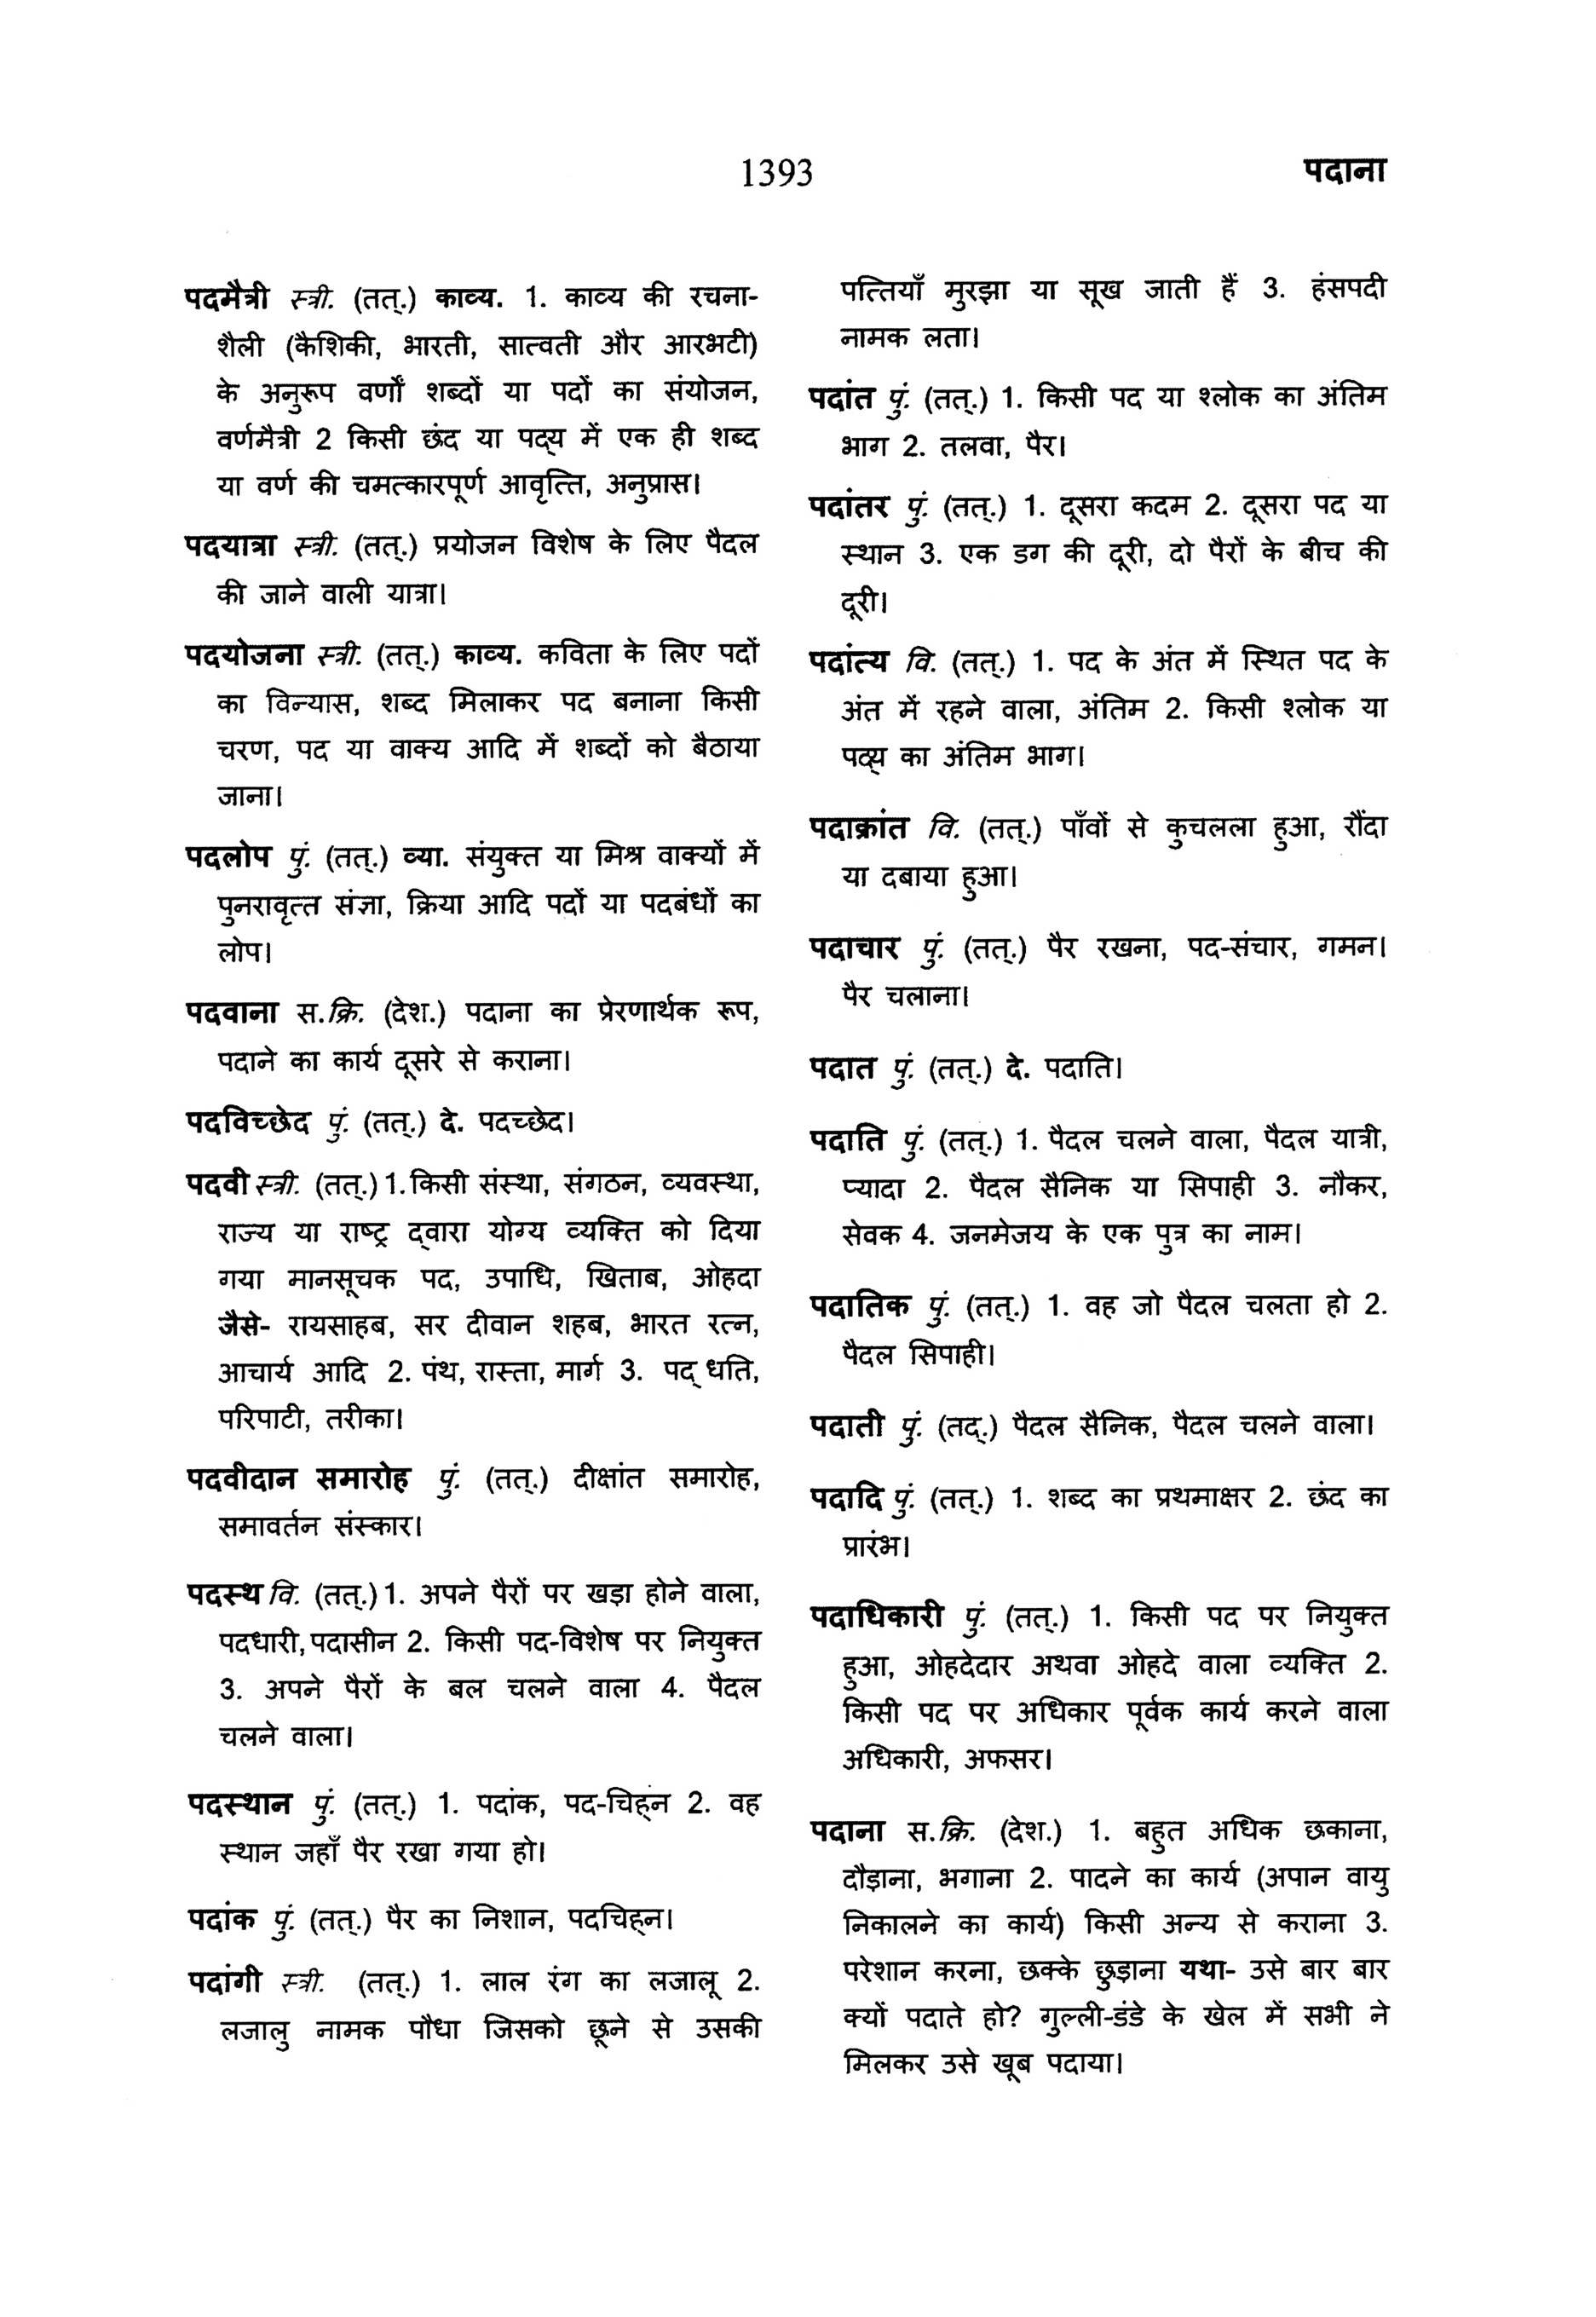 1393
पदाना
पदमैत्री स्त्री. (तत्.) काव्य. 1. काव्य की रचना-
शैली (कैशिकी, भारती, सात्वती और आरभटी)
के अनुरूप वर्णों शब्दों या पदों का संयोजन,
वर्णमैत्री 2 किसी छंद या पद्य में एक ही शब्द
या वर्ण की चमत्कारपूर्ण आवृत्ति, अनुप्रास।
पदयात्रा स्त्री. (तत्.) प्रयोजन विशेष के लिए पैदल
की जाने वाली यात्रा।
पदयोजना स्त्री. (तत्.) काव्य. कविता के लिए पदों
का विन्यास, शब्द मिलाकर पद बनाना किसी
चरण, पद या वाक्य आदि में शब्दों को बैठाया
जाना।
पदलोप पुं. (तत्.) व्या. संयुक्त या मिश्र वाक्यों में
पुनरावृत्त संज्ञा, क्रिया आदि पदों या पदबंधों का
लोप।
पदवाना स.क्रि. (देश.) पदाना का प्रेरणार्थक रूप,
पदाने का कार्य दूसरे से कराना।
पदविच्छेद पुं. (तत्.) दे. पदच्छेद।
पदवी स्त्री. (तत्.) 1. किसी संस्था, संगठन, व्यवस्था,
राज्य या राष्ट्र द्वारा योग्य व्यक्ति को दिया
गया मानसूचक पद, उपाधि, खिताब, ओहदा
जैसे- रायसाहब, सर दीवान शहब, भारत रत्न,
आचार्य आदि 2. पंथ, रास्ता, मार्ग 3. पद्धति,
परिपाटी, तरीका।
पदवीदान समारोह पुं. (तत्.) दीक्षांत समारोह,
समावर्तन संस्कार।
पदस्थ वि. (तत्.) 1. अपने पैरों पर खड़ा होने वाला,
पदधारी, पदासीन 2. किसी पद-विशेष पर नियुक्त
3. अपने पैरों के बल चलने वाला 4. पैदल
चलने वाला।
पदस्थान पुं. (तत्.) 1. पदांक, पद-चिह्न 2. वह
स्थान जहाँ पैर रखा गया हो।
पदांक पुं. (तत्.) पैर का निशान, पदचिह्न।
पदांगी स्त्री. (तत्.) 1. लाल रंग का लजालू 2.
लजालु नामक पौधा जिसको छूने से उसकी
पत्तियाँ मुरझा या सूख जाती हैं 3. हंसपदी
नामक लता।
पदांत पुं. (तत्.) 1. किसी पद या श्लोक का अंतिम
भाग 2. तलवा, पैर।
पदांतर पुं. (तत्.) 1. दूसरा कदम 2. दूसरा पद या
स्थान 3. एक डग की दूरी, दो पैरों के बीच की
दूरी।
पदांत्य वि. (तत्.) 1. पद के अंत में स्थित पद के
अंत में रहने वाला, अंतिम 2. किसी श्लोक या
पद्य का अंतिम भाग।
पदाक्रांत वि. (तत्.) पाँवों से कुचलला हुआ, रौंदा
या दबाया हुआ।
पदाचार पुं. (तत्.) पैर रखना, पद-संचार, गमन।
पैर चलाना।
पदात पुं. (तत्.) दे. पदाति।
पदाति पुं. (तत्.) 1. पैदल चलने वाला, पैदल यात्री,
प्यादा 2. पैदल सैनिक या सिपाही 3. नौकर,
सेवक 4. जनमेजय के एक पुत्र का नाम।
पदातिक पुं. (तत्.) 1. वह जो पैदल चलता हो 2.
पैदल सिपाही।
पदाती पुं. (तद्.) पैदल सैनिक, पैदल चलने वाला।
पदादि पुं. (तत्.) 1. शब्द का प्रथमाक्षर 2. छंद का
प्रारंभ।
पदाधिकारी पुं. (तत्.) 1. किसी पद पर नियुक्त
हुआ, ओहदेदार अथवा ओहदे वाला व्यक्ति 2.
किसी पद पर अधिकार पूर्वक कार्य करने वाला
अधिकारी, अफसर।
पदाना स.क्रि. (देश.) 1. बहुत अधिक छकाना,
दौड़ाना, भगाना 2. पादने का कार्य (अपान वायु
निकालने का कार्य) किसी अन्य से कराना 3.
परेशान करना, छक्के छुड़ाना यथा- उसे बार बार
क्यों पदाते हो? गुल्ली-डंडे के खेल में सभी ने
मिलकर उसे खूब पदाया।